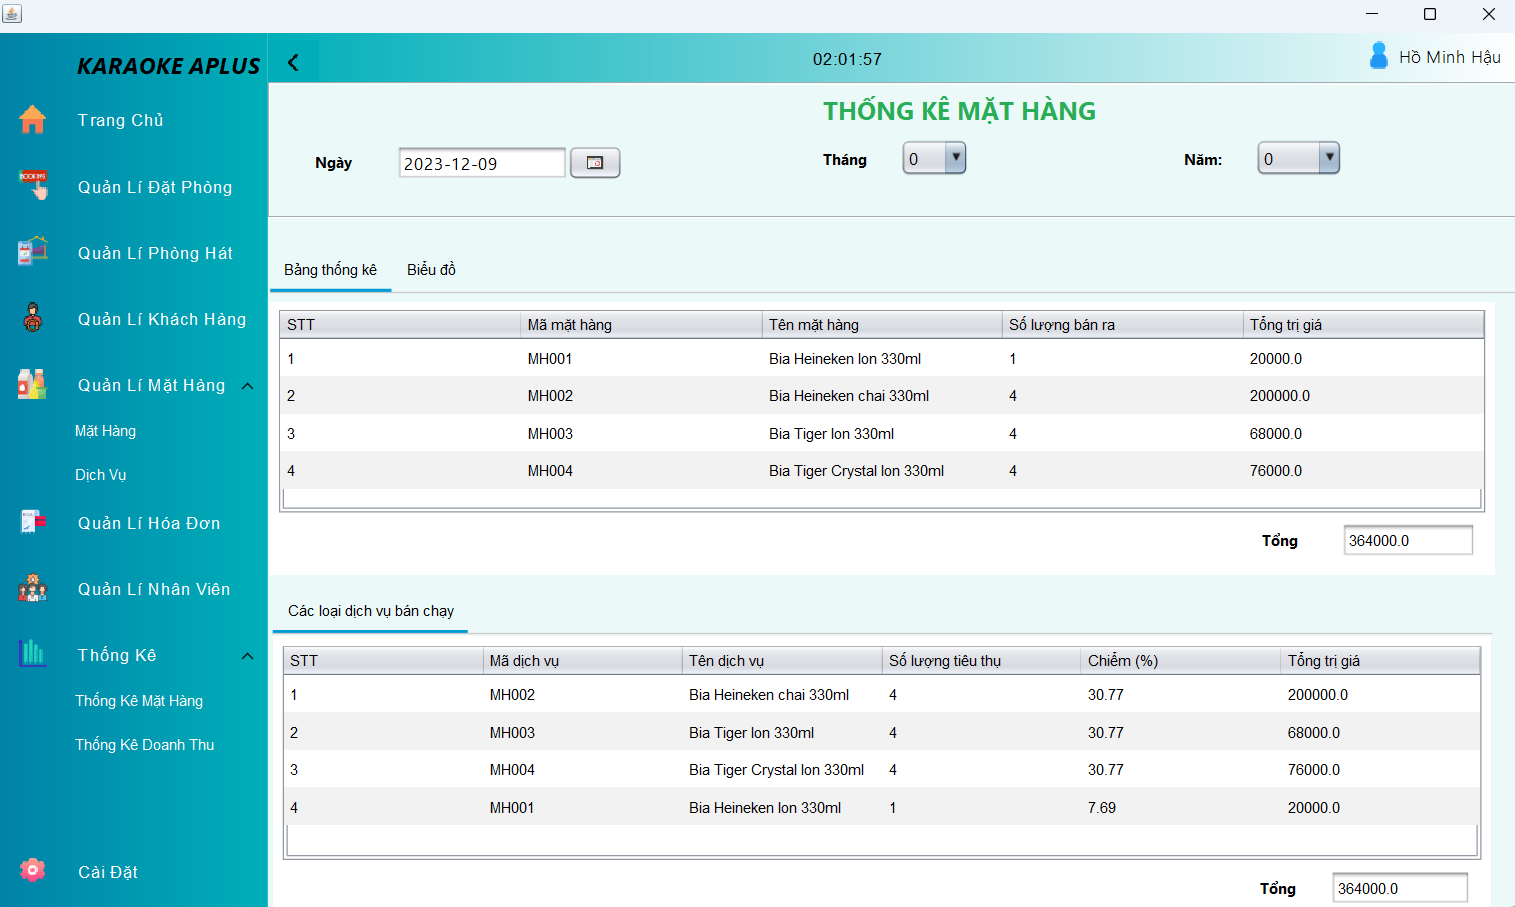 KARAOKE APLUS
02:01:57
Hồ Minh Hậu
Trang Chủ
Quản Lí Đặt Phòng
Quản Lí Phòng Hát
Quản Lí Khách Hàng
Quản Lí Mặt Hàng
Mặt Hàng
Dịch Vụ
Quản Lí Hóa Đơn
Quản Lí Nhân Viên
Thống Kê
Thống Kê Mặt Hàng
Thống Kê Doanh Thu
Cài Đặt
THỐNG KÊ MẶT HÀNG
Ngày 2023-12-09 Tháng 0 Năm: 0
Bảng thống kê Biểu đồ
STT Mã mặt hàng Tên mặt hàng Số lượng bán ra Tổng trị giá
1 MH001 Bia Heineken lon 330ml 1 20000.0
2 MH002 Bia Heineken chai 330ml 4 200000.0
3 MH003 Bia Tiger lon 330ml 4 68000.0
4 MH004 Bia Tiger Crystal lon 330ml 4 76000.0
Tổng 364000.0
Các loại dịch vụ bán chạy
STT Mã dịch vụ Tên dịch vụ Số lượng tiêu thụ Chiếm (%) Tổng trị giá
1 MH002 Bia Heineken chai 330ml 4 30.77 200000.0
2 MH003 Bia Tiger lon 330ml 4 30.77 68000.0
3 MH004 Bia Tiger Crystal lon 330ml 4 30.77 76000.0
4 MH001 Bia Heineken lon 330ml 1 7.69 20000.0
Tổng 364000.0